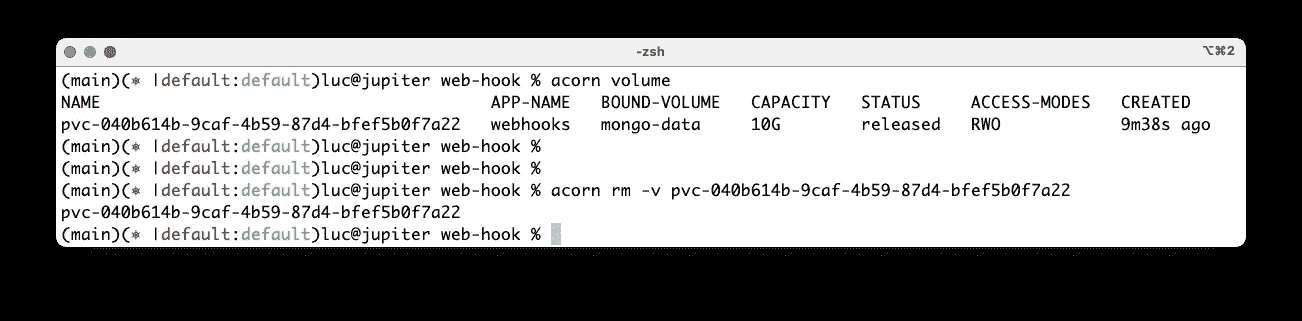 -zsh
⌥⌘2
(main)(⎈ |default:default)luc@jupiter web-hook % acorn volume
NAME APP-NAME BOUND-VOLUME CAPACITY STATUS ACCESS-MODES CREATED
pvc-040b614b-9caf-4b59-87d4-bfef5b0f7a22 webhooks mongo-data 10G released RWO 9m38s ago
(main)(⎈ |default:default)luc@jupiter web-hook %
(main)(⎈ |default:default)luc@jupiter web-hook %
(main)(⎈ |default:default)luc@jupiter web-hook % acorn rm -v pvc-040b614b-9caf-4b59-87d4-bfef5b0f7a22
pvc-040b614b-9caf-4b59-87d4-bfef5b0f7a22
(main)(⎈ |default:default)luc@jupiter web-hook %